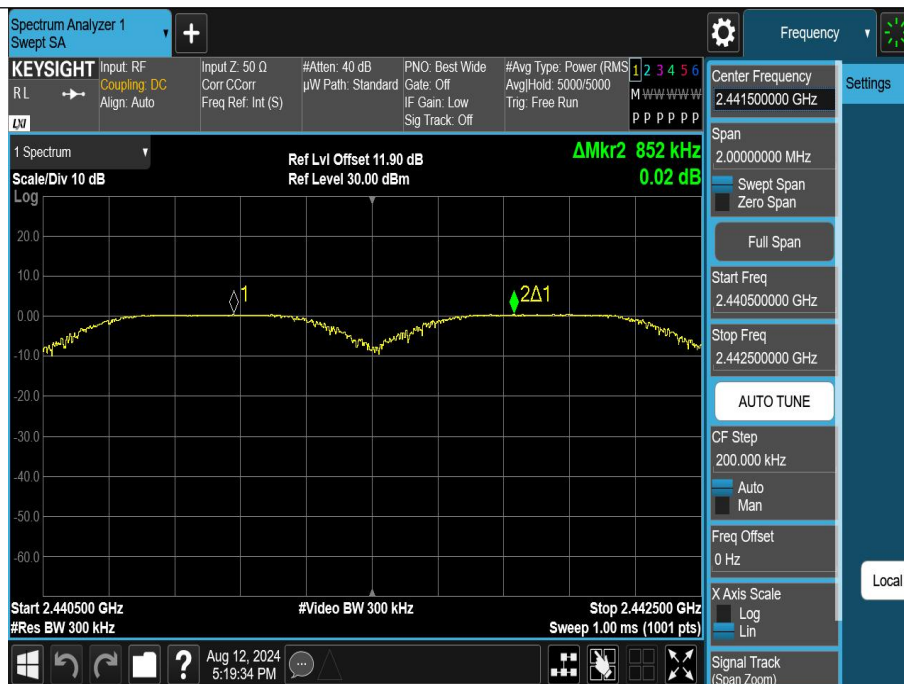 Spectrum Analyzer 1
Swept SA
Frequency
KEYSIGHT
RL
LXI
Input: RF
Coupling: DC
Align: Auto
Input Z: 50 Ω
Corr CCorr
Freq Ref: Int (S)
#Atten: 40 dB
µW Path: Standard
PNO: Best Wide
Gate: Off
IF Gain: Low
Sig Track: Off
#Avg Type: Power (RMS
Avg|Hold: 5000/5000
Trig: Free Run
1 2 3 4 5 6
M W W W W W
P P P P P P
Center Frequency
2.441500000 GHz
Settings
1 Spectrum
Scale/Div 10 dB
Log
Ref Lvl Offset 11.90 dB
Ref Level 30.00 dBm
ΔMkr2 852 kHz
0.02 dB
Span
2.00000000 MHz
Swept Span
Zero Span
Full Span
Start Freq
2.440500000 GHz
Stop Freq
2.442500000 GHz
AUTO TUNE
CF Step
200.000 kHz
Auto
Man
Freq Offset
0 Hz
Local
X Axis Scale
Log
Lin
Signal Track
(Span Zoom)
20.0
10.0
1
2Δ1
0.00
-10.0
-20.0
-30.0
-40.0
-50.0
-60.0
Start 2.440500 GHz
#Res BW 300 kHz
#Video BW 300 kHz
Stop 2.442500 GHz
Sweep 1.00 ms (1001 pts)
?
Aug 12, 2024
5:19:34 PM